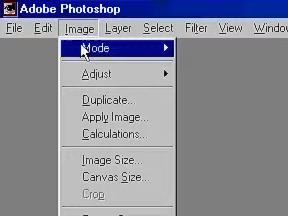 Adobe Photoshop
File Edit Image Layer Select Filter View Window
Mode
Adjust
Duplicate...
Apply Image...
Calculations...
Image Size...
Canvas Size...
Crop